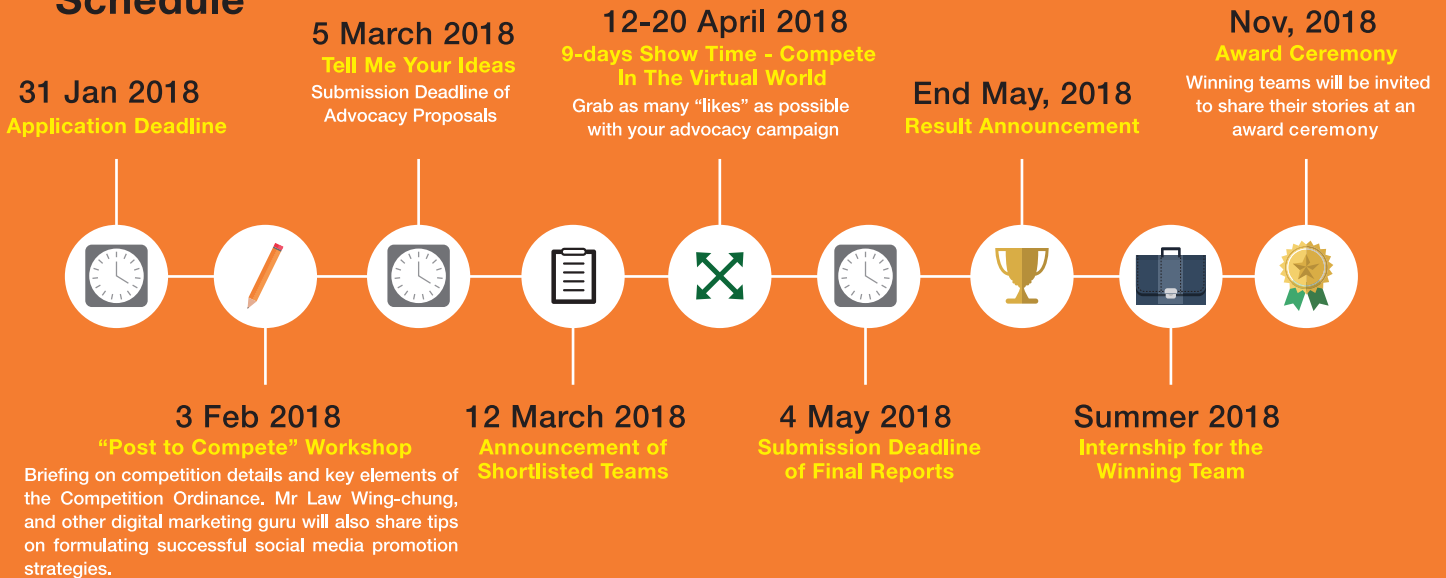 Schedule
31 Jan 2018
Application Deadline
5 March 2018
Tell Me Your Ideas
Submission Deadline of
Advocacy Proposals
12-20 April 2018
9-days Show Time - Compete
In The Virtual World
Grab as many “likes” as possible
with your advocacy campaign
End May, 2018
Result Announcement
Nov, 2018
Award Ceremony
Winning teams will be invited
to share their stories at an
award ceremony
3 Feb 2018
“Post to Compete” Workshop
Briefing on competition details and key elements of
the Competition Ordinance. Mr Law Wing-chung,
and other digital marketing guru will also share tips
on formulating successful social media promotion
strategies.
12 March 2018
Announcement of
Shortlisted Teams
4 May 2018
Submission Deadline
of Final Reports
Summer 2018
Internship for the
Winning Team